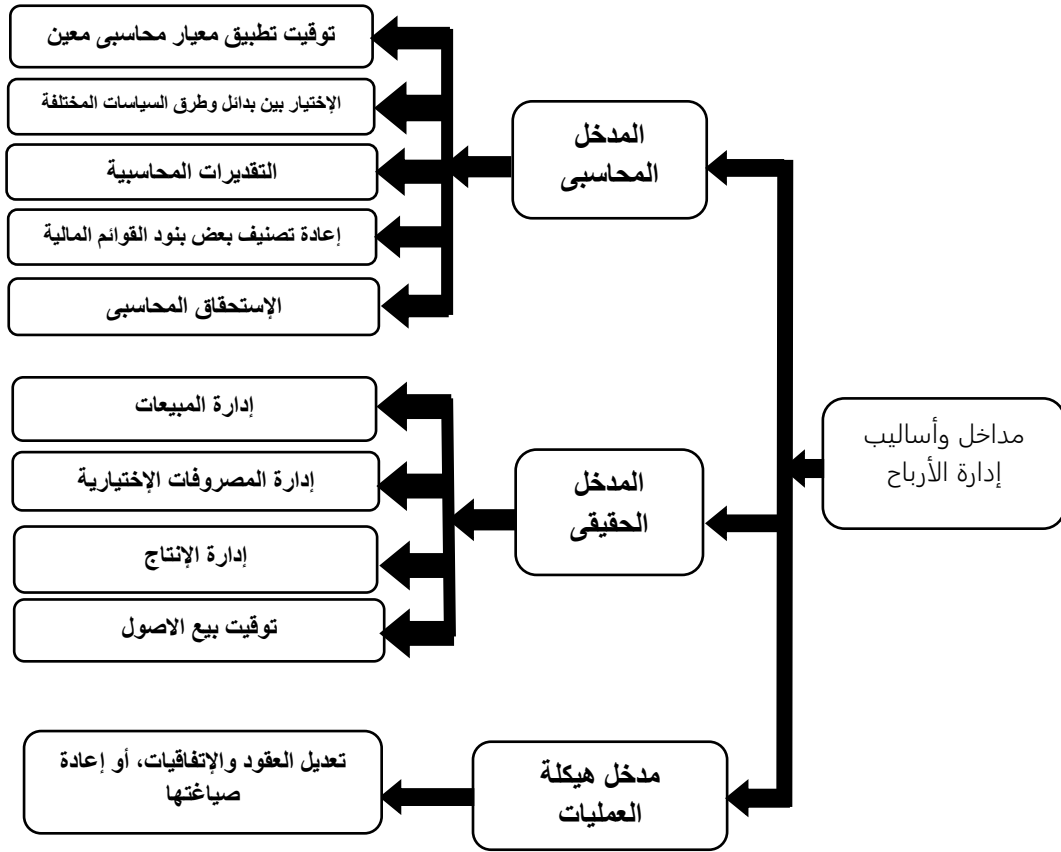 مداخل وأساليب
إدارة الأرباح
المدخل
المحاسبى
توقيت تطبيق معيار محاسبى معين
الإختيار بين بدائل وطرق السياسات المختلفة
التقديرات المحاسبية
إعادة تصنيف بعض بنود القوائم المالية
الإستحقاق المحاسبى
المدخل
الحقيقى
إدارة المبيعات
إدارة المصروفات الإختيارية
إدارة الإنتاج
توقيت بيع الاصول
مدخل هيكلة
العمليات
تعديل العقود والإتفاقيات، أو إعادة
صياغتها